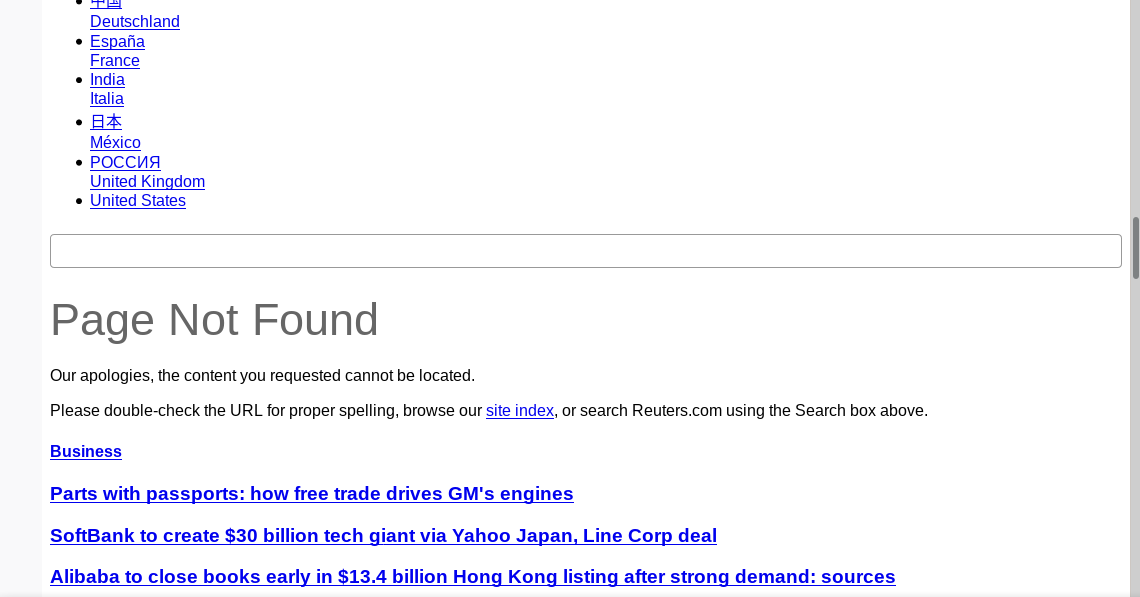 中国
Deutschland
España
France
India
Italia
日本
México
РОССИЯ
United Kingdom
United States
Page Not Found
Our apologies, the content you requested cannot be located.
Please double-check the URL for proper spelling, browse our site index, or search Reuters.com using the Search box above.
Business
Parts with passports: how free trade drives GM's engines
SoftBank to create $30 billion tech giant via Yahoo Japan, Line Corp deal
Alibaba to close books early in $13.4 billion Hong Kong listing after strong demand: sources